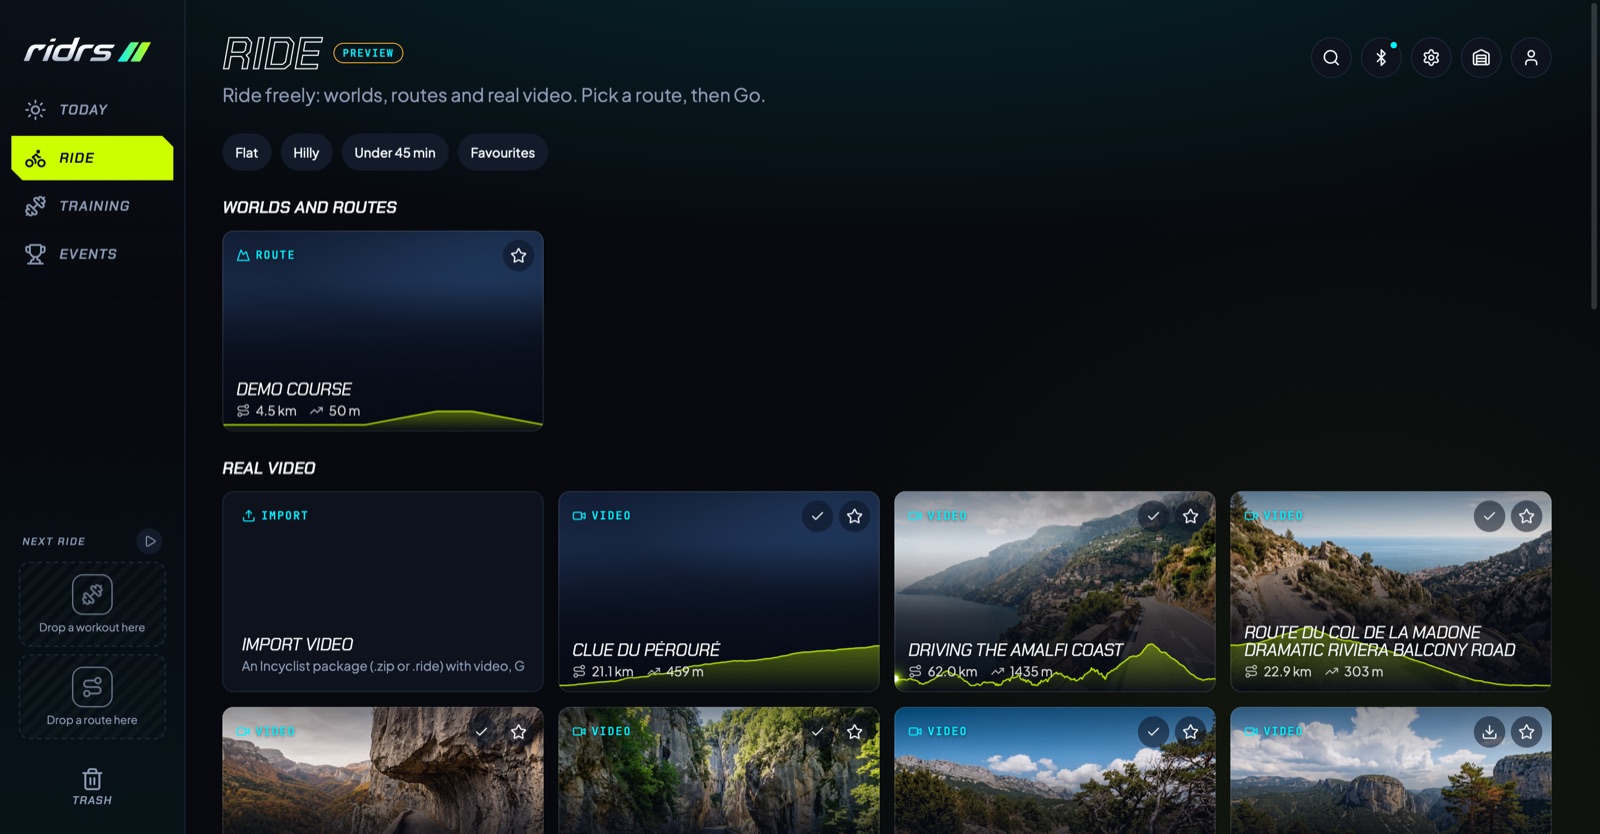 ridrs
TODAY
RIDE
TRAINING
EVENTS
NEXT RIDE
Drop a workout here
Drop a route here
TRASH
RIDE
PREVIEW
Ride freely: worlds, routes and real video. Pick a route, then Go.
Flat
Hilly
Under 45 min
Favourites
WORLDS AND ROUTES
ROUTE
DEMO COURSE
4.5 km 50 m
REAL VIDEO
IMPORT
IMPORT VIDEO
An Incyclist package (.zip or .ride) with video, G
VIDEO
CLUE DU PÉROURÉ
21.1 km 459 m
VIDEO
DRIVING THE AMALFI COAST
62.0 km 1435 m
VIDEO
ROUTE DU COL DE LA MADONE
DRAMATIC RIVIERA BALCONY ROAD
22.9 km 303 m
VIDEO
VIDEO
VIDEO
VIDEO